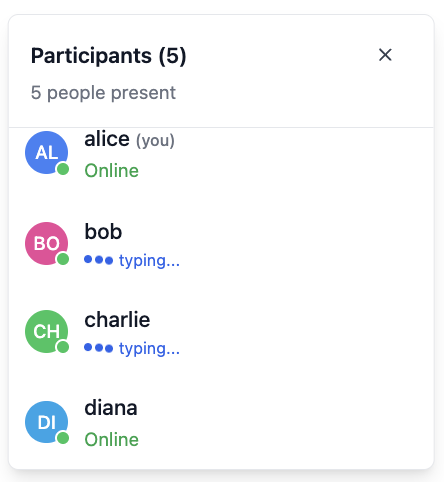 Participants (5)
5 people present
AL
alice (you)
Online
BO
bob
typing...
CH
charlie
typing...
DI
diana
Online